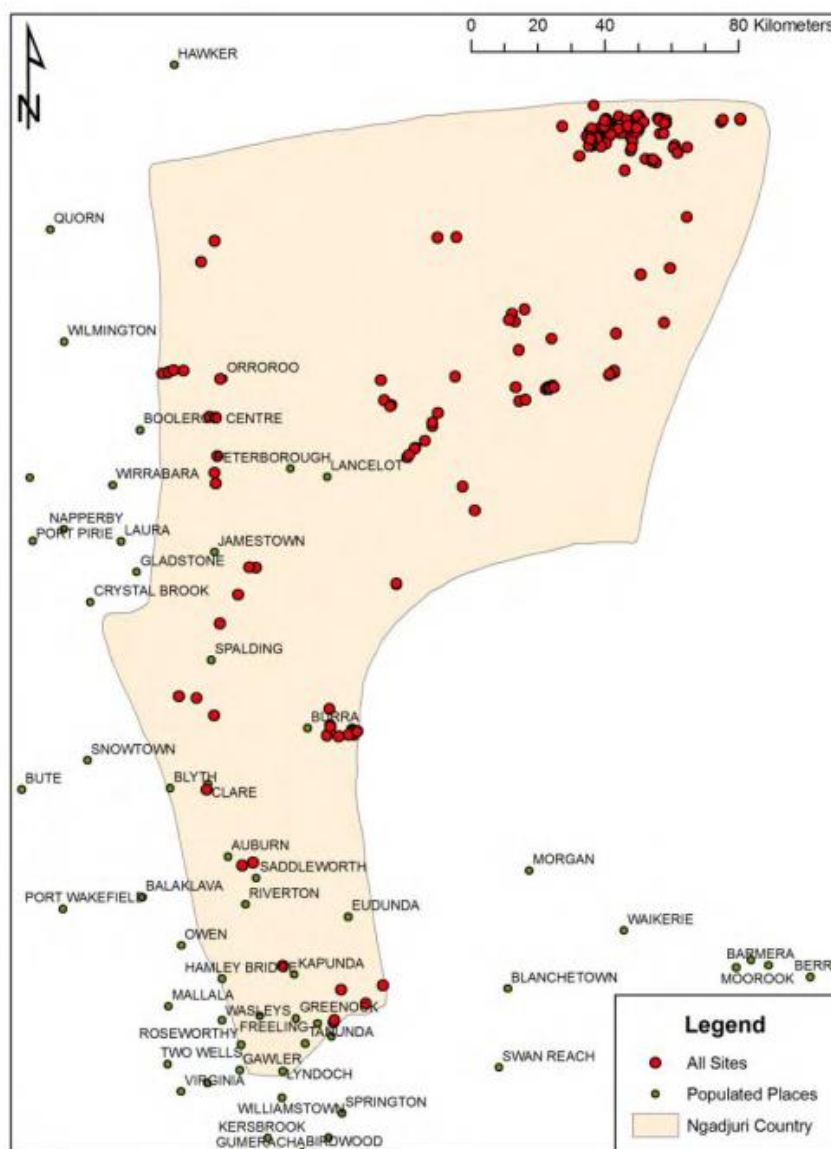 0 20 40 80 Kilometers
HAWKER
N
QUORN
WILMINGTON
ORROROO
BOOLEROO CENTRE
PETERBOROUGH
LANCELOT
WIRRABARA
NAPPERBY
PORT PIRIE
LAURA
JAMESTOWN
GLADSTONE
CRYSTAL BROOK
SPALDING
BURRA
SNOWTOWN
BUTE
BLYTH
CLARE
AUBURN
SADDLEWORTH
MORGAN
BALAKLAVA
PORT WAKEFIELD
RIVERTON
EUDUNDA
WAIKERIE
OWEN
HAMLEY BRIDGE
KAPUNDA
BARMERA
BERR
MOOROOK
BLANCHETOWN
MALLALA
WASLEYS
GREENOCK
FREELING
ROSEWORTHY
TANUNDA
TWO WELLS
GAWLER
LYNDOCH
VIRGINIA
SWAN REACH
WILLIAMSTOWN
SPRINGTON
KERSBROOK
GUMERACHA
BIRDWOOD
Legend
All Sites
Populated Places
Ngadjuri Country